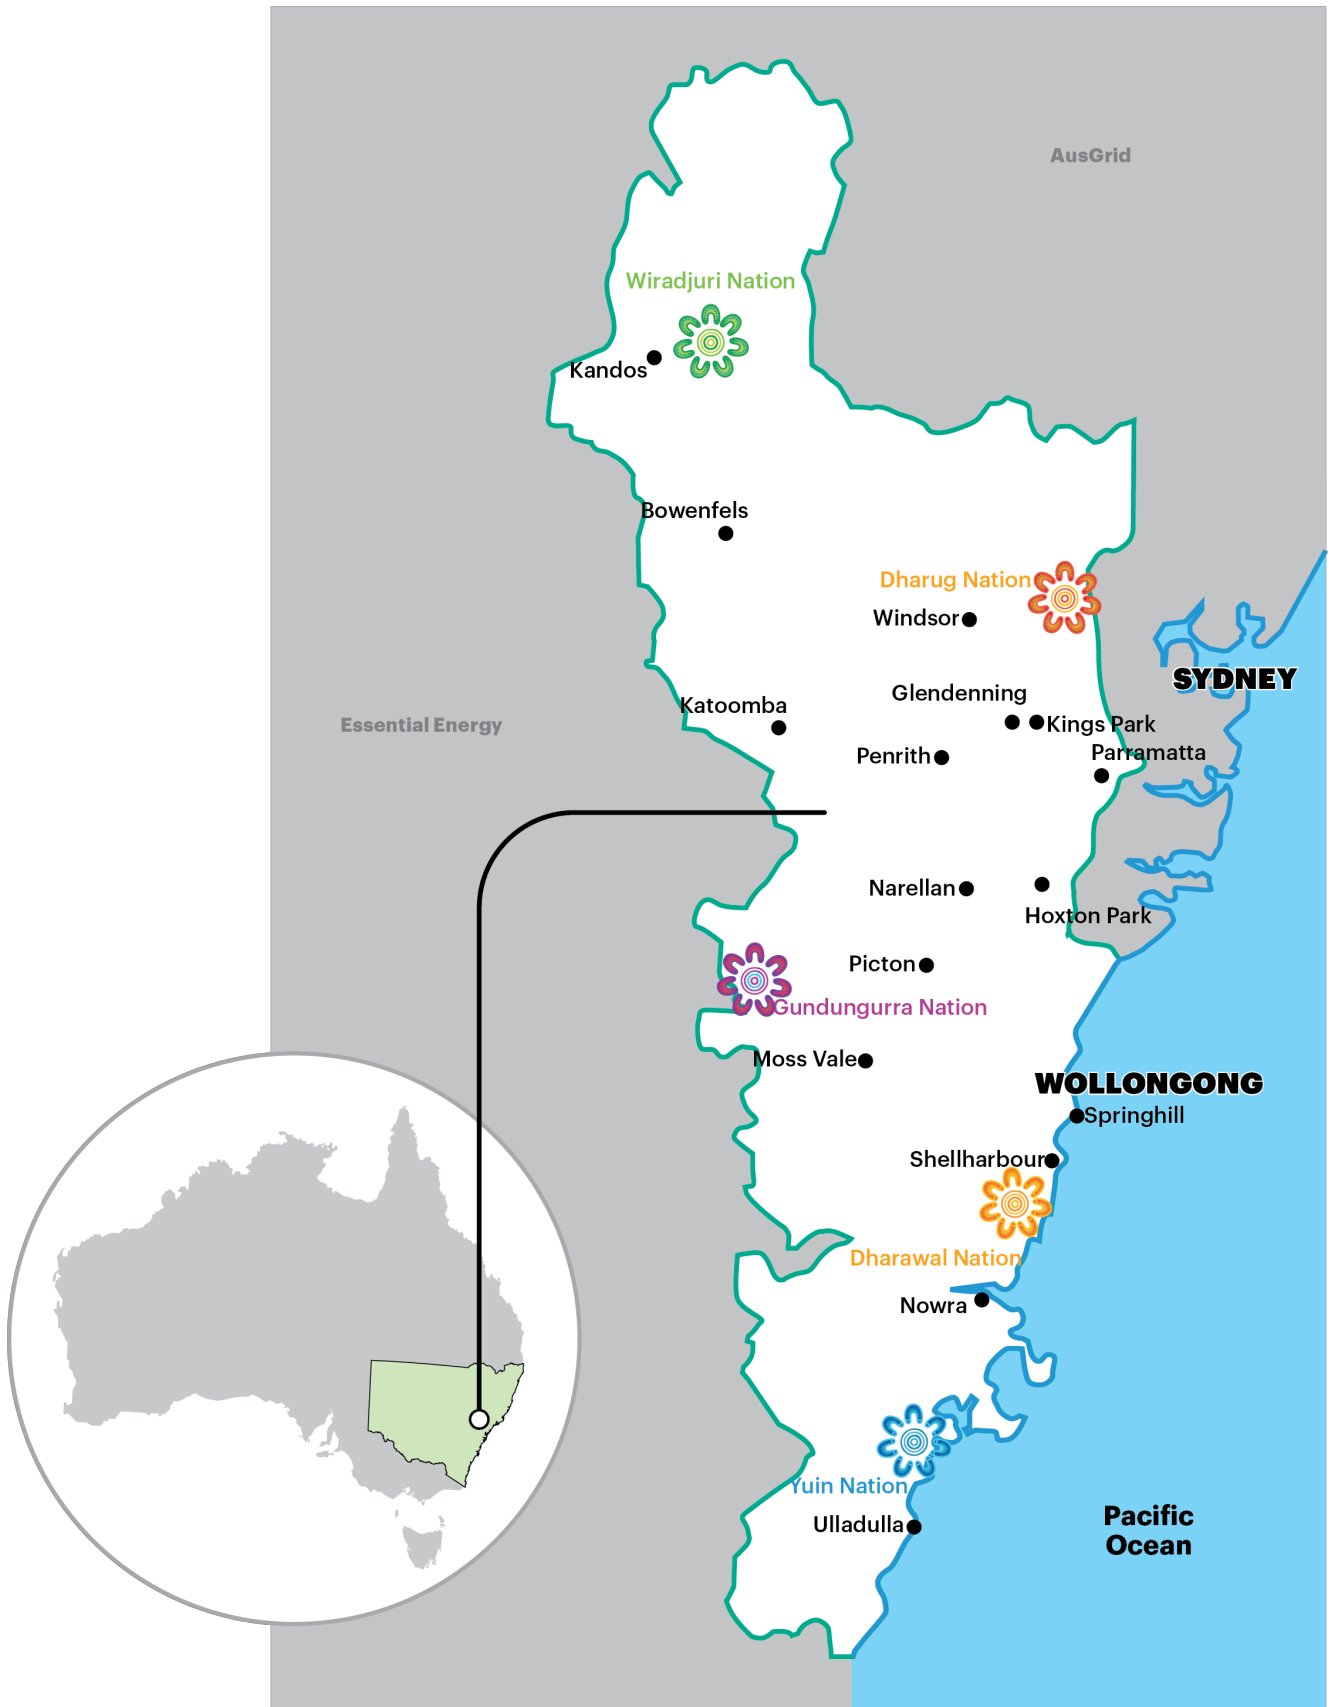 AusGrid
Wiradjuri Nation
Kandos
Bowenfels
Dharug Nation
Windsor
SYDNEY
Glendenning
Katoomba
Kings Park
Essential Energy
Parramatta
Penrith
Narellan
Hoxton Park
Picton
Gundungurra Nation
Moss Vale
WOLLONGONG
Springhill
Shellharbour
Dharawal Nation
Nowra
Yuin Nation
Ulladulla
Pacific
Ocean